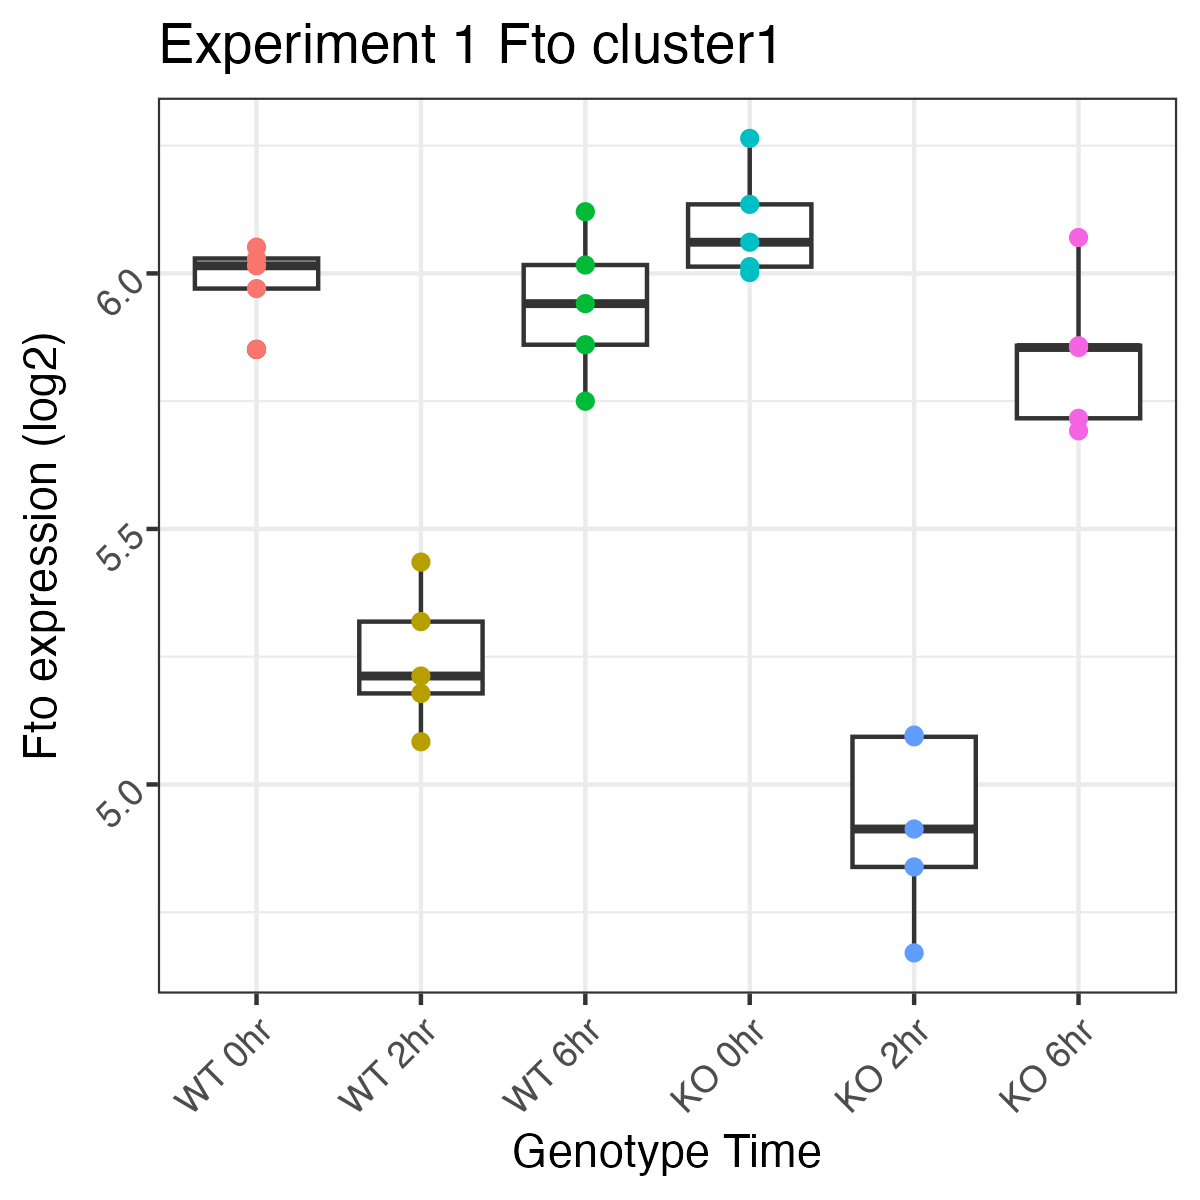 Experiment 1 Fto cluster1
Fto expression (log2)
6.0
5.5
5.0
WT 0hr
WT 2hr
WT 6hr
KO 0hr
KO 2hr
KO 6hr
Genotype Time